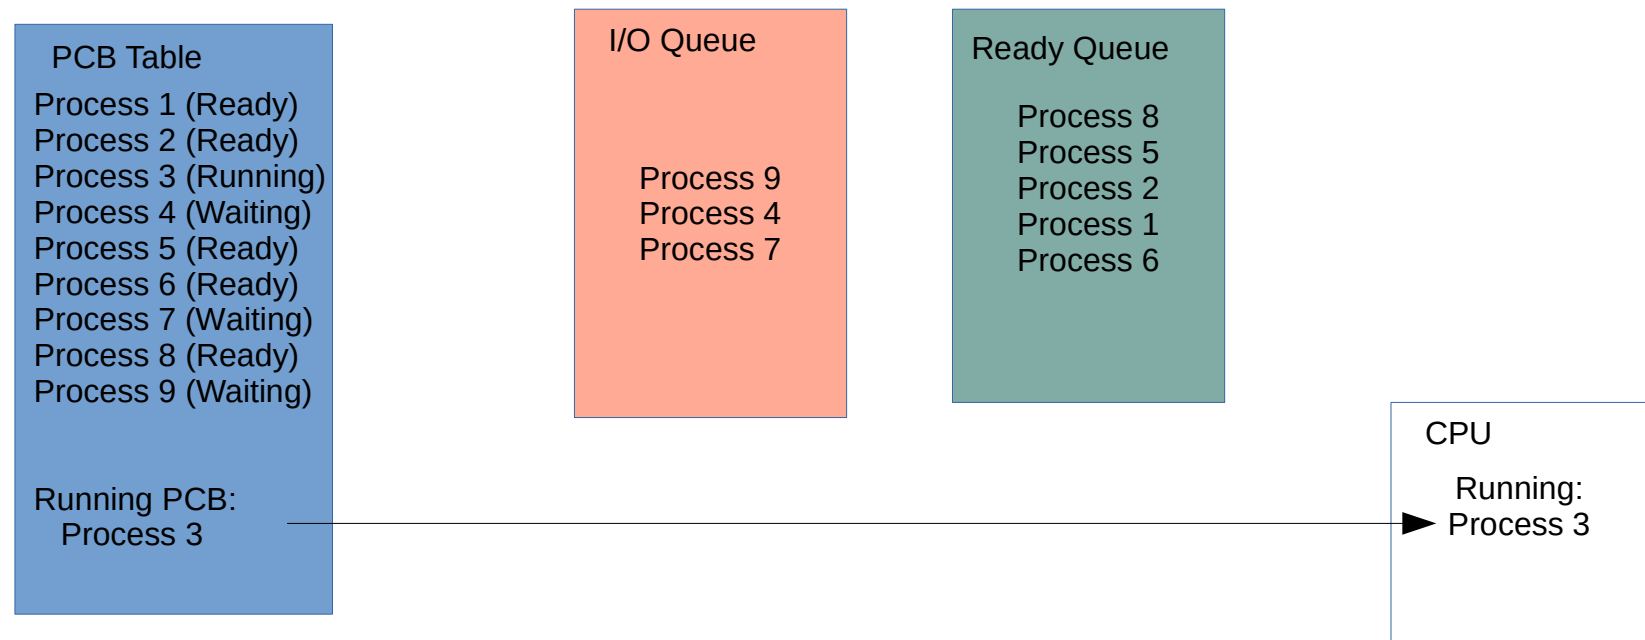 PCB Table
Process 1 (Ready)
Process 2 (Ready)
Process 3 (Running)
Process 4 (Waiting)
Process 5 (Ready)
Process 6 (Ready)
Process 7 (Waiting)
Process 8 (Ready)
Process 9 (Waiting)
Running PCB:
Process 3
I/O Queue
Process 9
Process 4
Process 7
Ready Queue
Process 8
Process 5
Process 2
Process 1
Process 6
CPU
Running:
Process 3